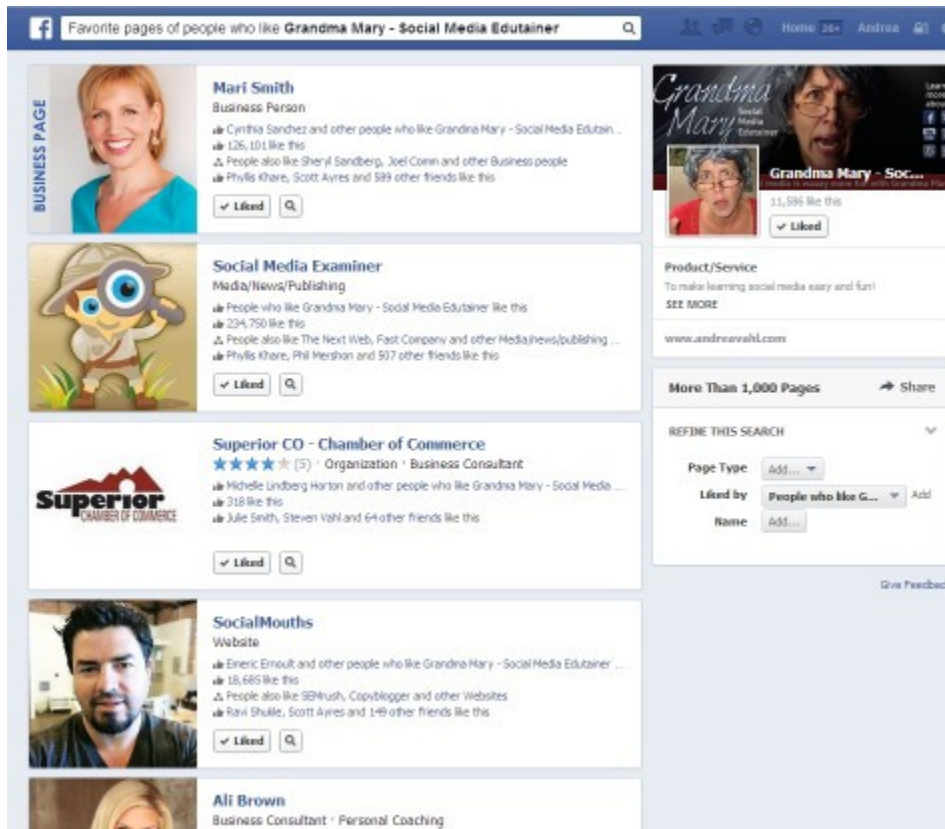 Favorite pages of people who like Grandma Mary - Social Media Edutainer
Home 20+ Andrea
BUSINESS PAGE
Mari Smith
Business Person
Cynthia Sanchez and other people who like Grandma Mary - Social Media Edutain...
126,101 like this
People also like Sheryl Sandberg, Joel Comm and other Business people
Phyllis Khare, Scott Ayres and 589 other friends like this
Liked
Social Media Examiner
Media/News/Publishing
People who like Grandma Mary - Social Media Edutainer like this
234,750 like this
People also like The Next Web, Fast Company and other Media/news/publishing ...
Phyllis Khare, Phil Mershon and 507 other friends like this
Liked
Superior
CHAMBER OF COMMERCE
Superior CO - Chamber of Commerce
(5) · Organization · Business Consultant
Michelle Lindberg Horton and other people who like Grandma Mary - Social Media ...
318 like this
Julie Smith, Steven Vahl and 64 other friends like this
Liked
SocialMouths
Website
Emeric Ernoult and other people who like Grandma Mary - Social Media Edutainer ...
18,685 like this
People also like SEMrush, Copyblogger and other Websites
Ravi Shukle, Scott Ayres and 149 other friends like this
Liked
Ali Brown
Business Consultant · Personal Coaching
Grandma
Mary
Social
Media
Edutainer
Learn
more
Grandma Mary - Soc...
11,586 like this
Liked
Product/Service
To make learning social media easy and fun!
SEE MORE
www.andreavahl.com
More Than 1,000 Pages
Share
REFINE THIS SEARCH
Page Type Add...
Liked by People who like G... Add
Name Add...
Give Feedbac